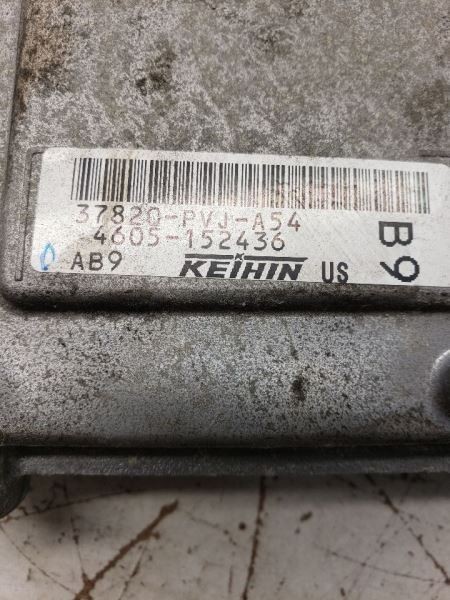 37820-PVJ-A54
4605-152436
AB9 KEIHIN US
B9